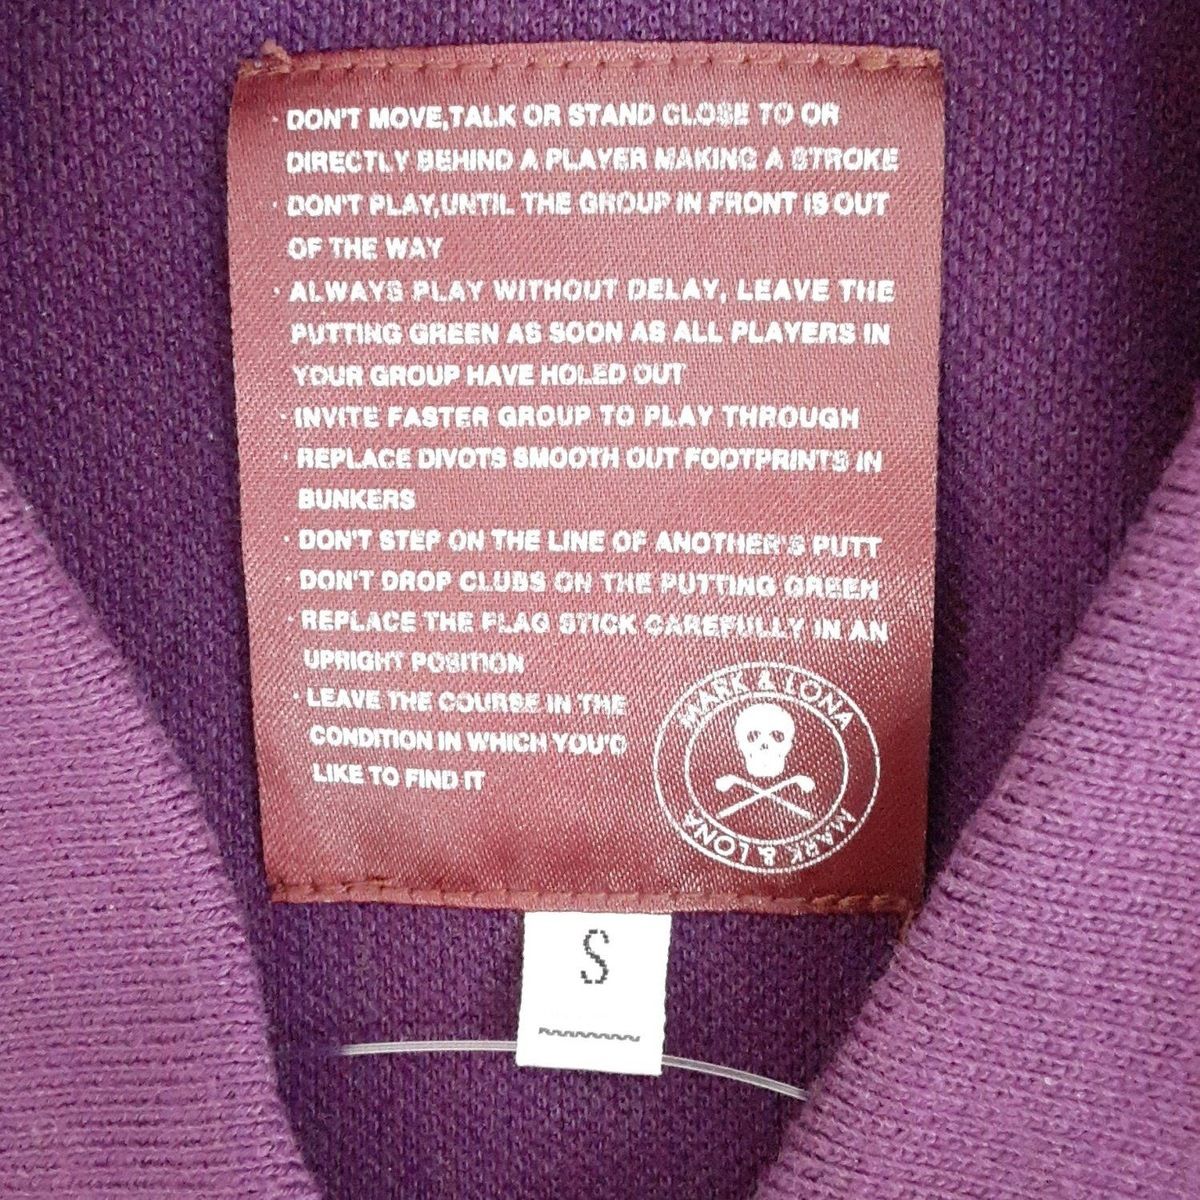 · DON'T MOVE,TALK OR STAND CLOSE TO OR
DIRECTLY BEHIND A PLAYER MAKING A STROKE
· DON'T PLAY,UNTIL THE GROUP IN FRONT IS OUT
OF THE WAY
· ALWAYS PLAY WITHOUT DELAY, LEAVE THE
PUTTING GREEN AS SOON AS ALL PLAYERS IN
YOUR GROUP HAVE HOLED OUT
· INVITE FASTER GROUP TO PLAY THROUGH
· REPLACE DIVOTS SMOOTH OUT FOOTPRINTS IN
BUNKERS
· DON'T STEP ON THE LINE OF ANOTHER'S PUTT
· DON'T DROP CLUBS ON THE PUTTING GREEN
· REPLACE THE FLAG STICK CAREFULLY IN AN
UPRIGHT POSITION
· LEAVE THE COURSE IN THE
CONDITION IN WHICH YOU'D
LIKE TO FIND IT
MARK & LONA
MARK & LONA
S